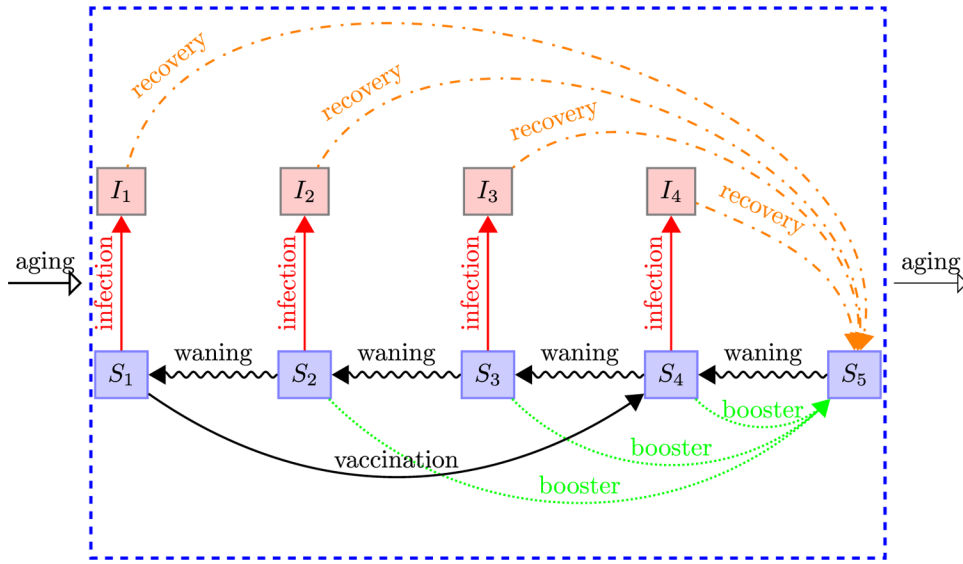 recovery
recovery
recovery
I₁
I₂
I₃
I₄
recovery
aging
aging
infection
infection
infection
infection
waning
waning
waning
waning
S₁
S₂
S₃
S₄
S₅
booster
booster
vaccination
booster